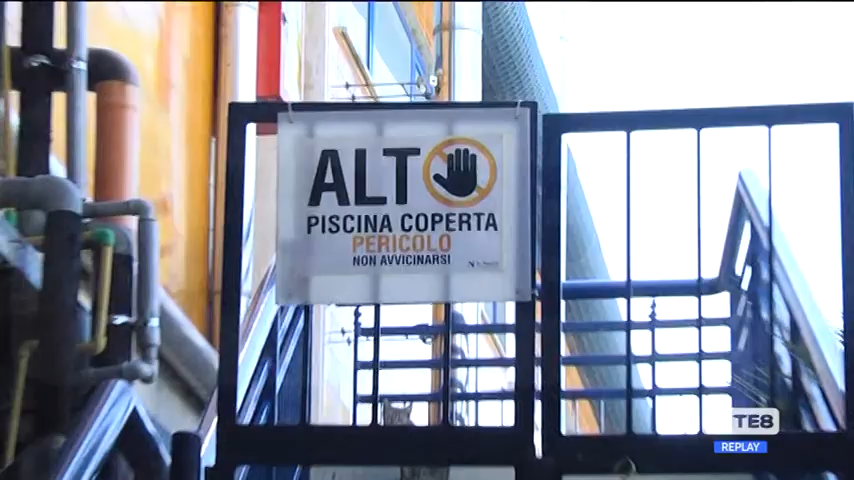 ALT
PISCINA COPERTA
PERICOLO
NON AVVICINARSI
TE8
REPLAY